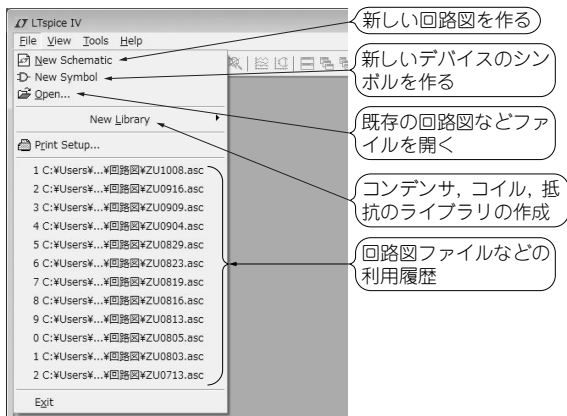 LTspice IV
File View Tools Help
New Schematic
New Symbol
Open...
New Library
Print Setup...
1 C:¥Users¥...¥回路図¥ZU1008.asc
2 C:¥Users¥...¥回路図¥ZU0916.asc
3 C:¥Users¥...¥回路図¥ZU0909.asc
4 C:¥Users¥...¥回路図¥ZU0904.asc
5 C:¥Users¥...¥回路図¥ZU0829.asc
6 C:¥Users¥...¥回路図¥ZU0823.asc
7 C:¥Users¥...¥回路図¥ZU0819.asc
8 C:¥Users¥...¥回路図¥ZU0816.asc
9 C:¥Users¥...¥回路図¥ZU0813.asc
0 C:¥Users¥...¥回路図¥ZU0805.asc
1 C:¥Users¥...¥回路図¥ZU0803.asc
2 C:¥Users¥...¥回路図¥ZU0713.asc
Exit
新しい回路図を作る
新しいデバイスのシン
ボルを作る
既存の回路図などファ
イルを開く
コンデンサ, コイル, 抵
抗のライブラリの作成
回路図ファイルなどの
利用履歴